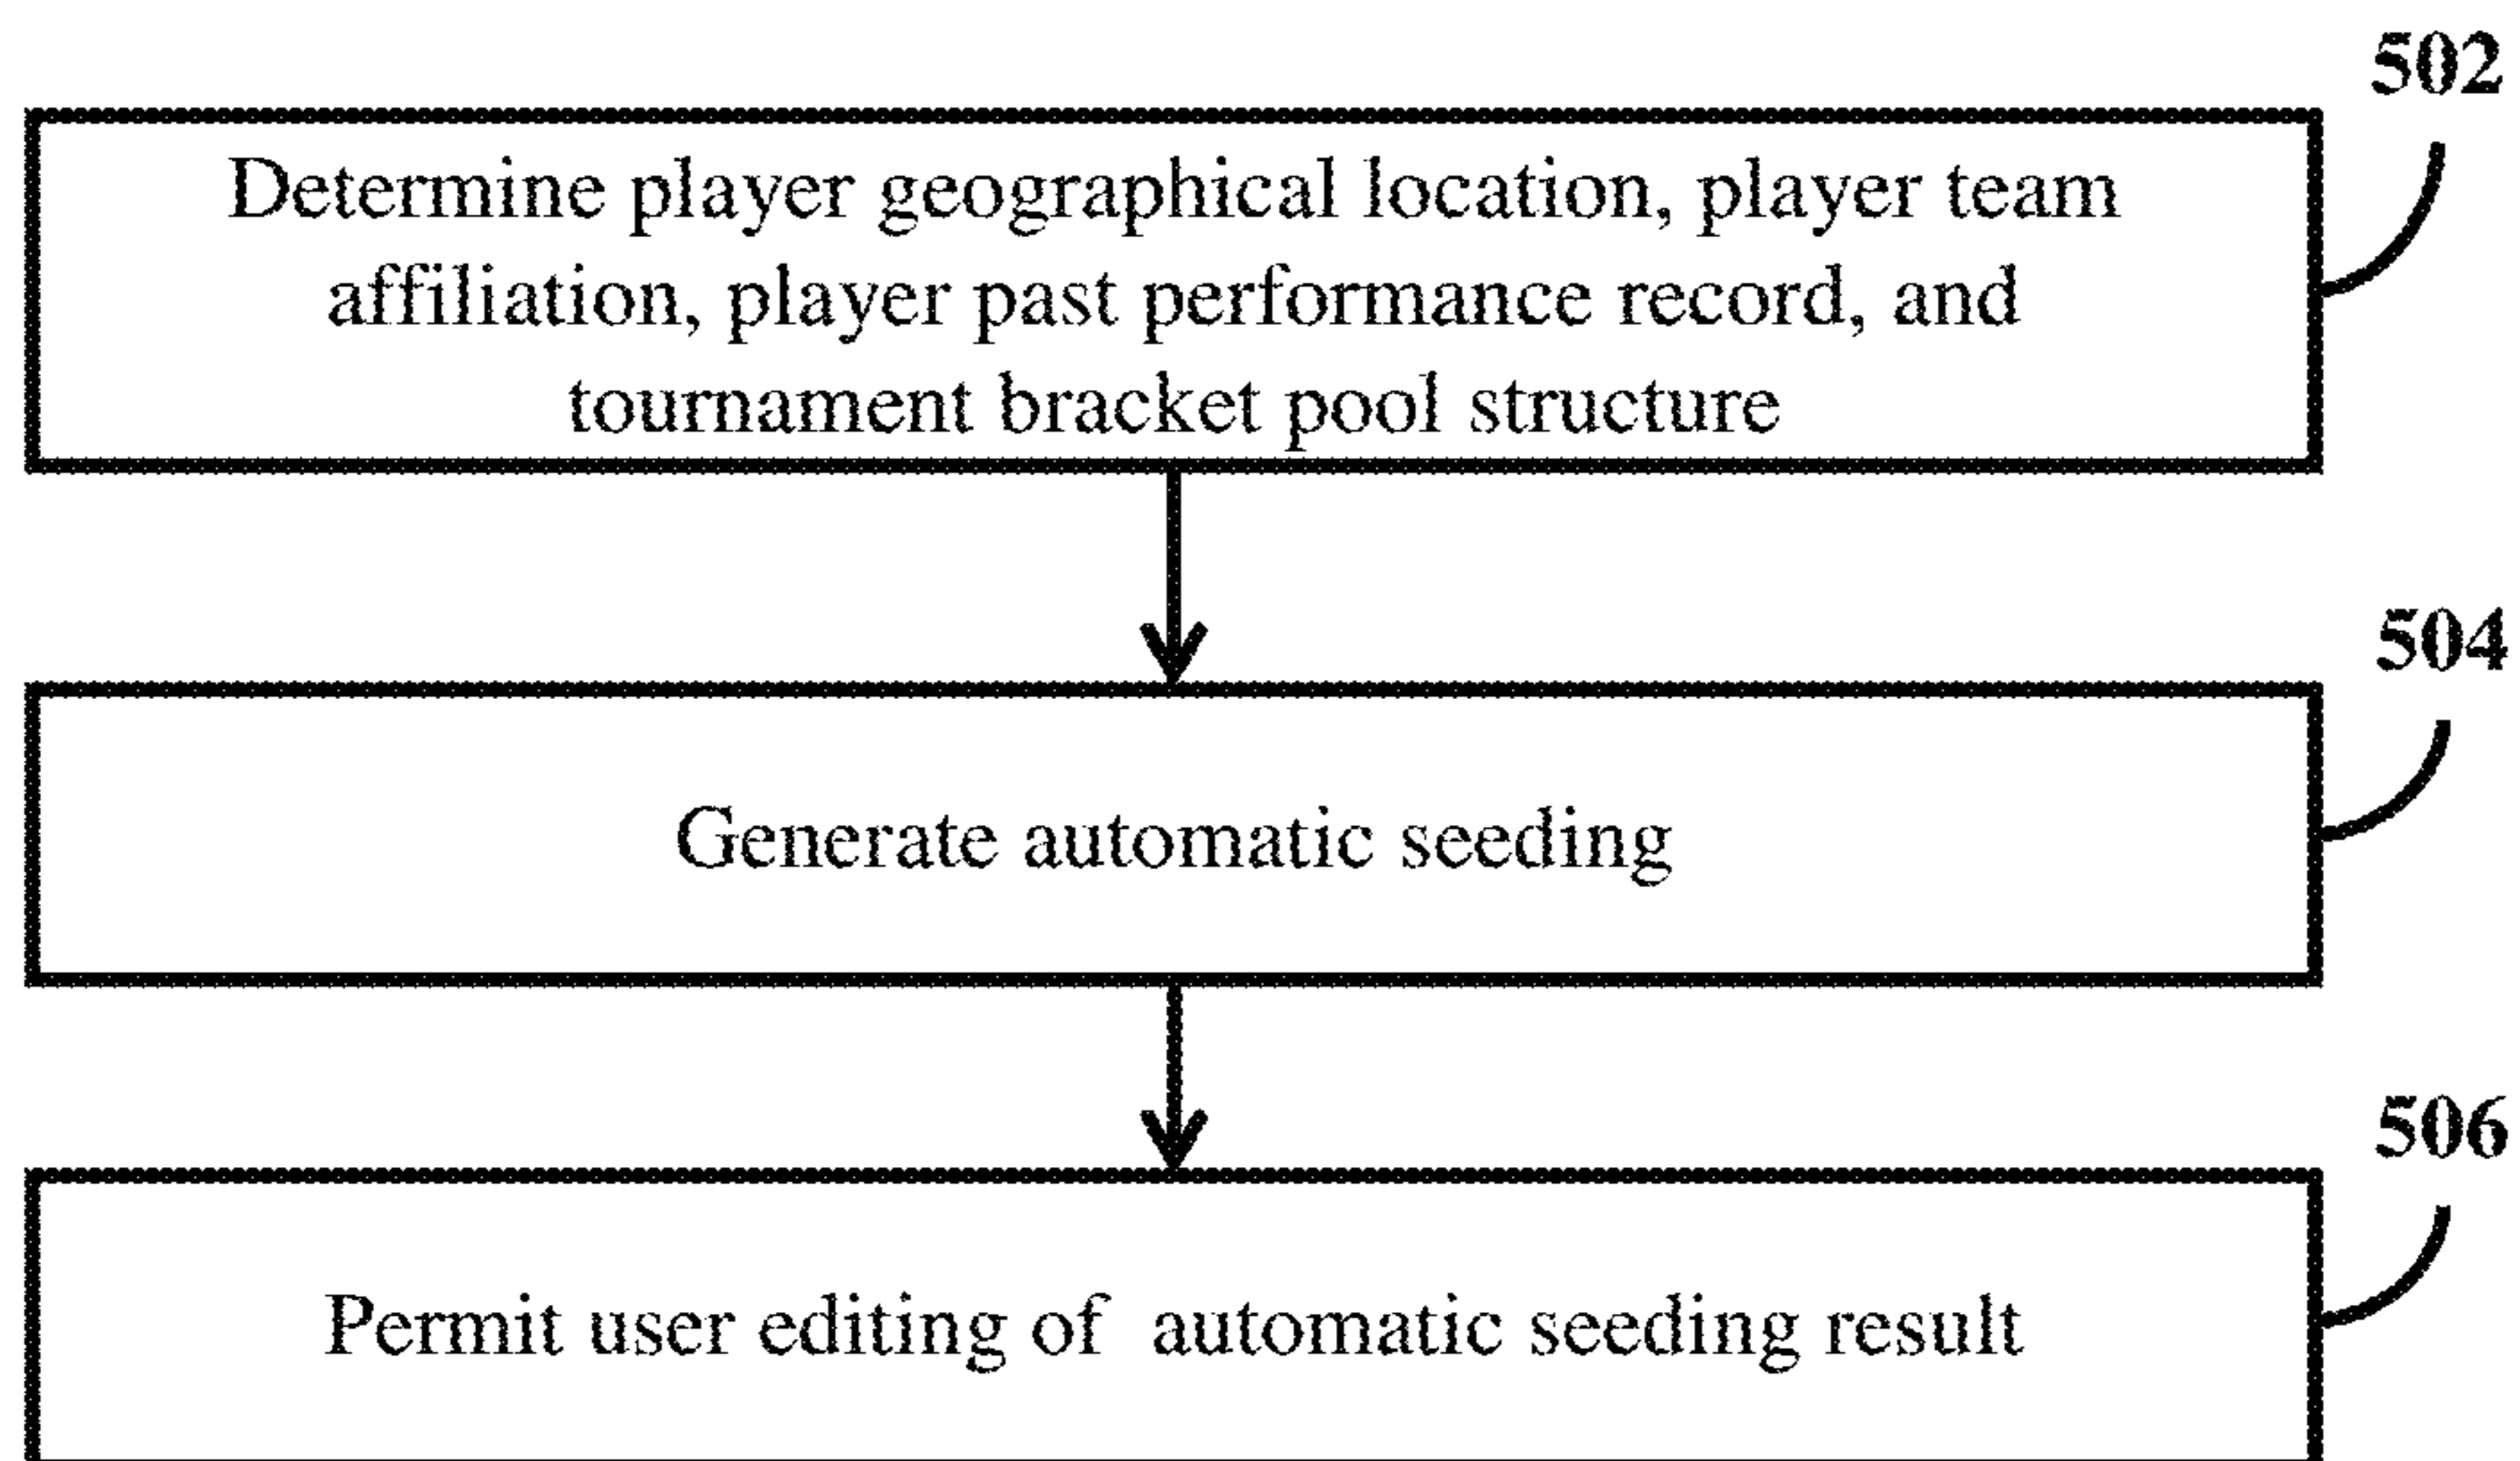 502
Determine player geographical location, player team
affiliation, player past performance record, and
tournament bracket pool structure
504
Generate automatic seeding
506
Permit user editing of  automatic seeding result